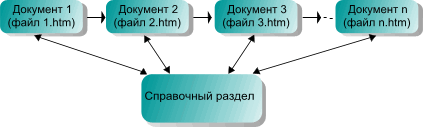 Документ 1
(файл 1.htm)
Документ 2
(файл 2.htm)
Документ 3
(файл 3.htm)
Документ n
(файл n.htm)
Справочный раздел